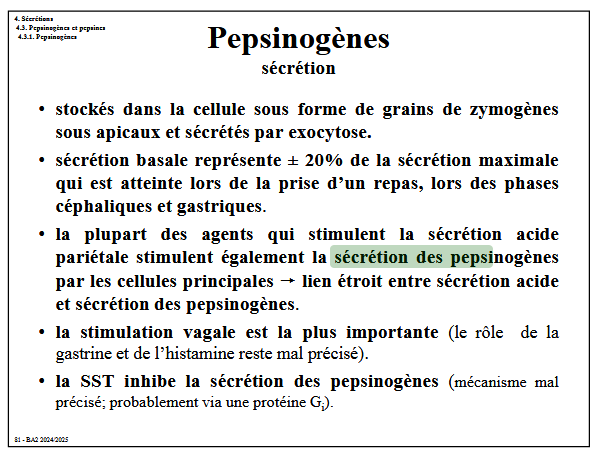 4. Sécrétions
4.3. Pepsinogènes et pepsines
4.3.1. Pepsinogènes
Pepsinogènes
sécrétion
• stockés dans la cellule sous forme de grains de zymogènes
sous apicaux et sécrétés par exocytose.
• sécrétion basale représente ± 20% de la sécrétion maximale
qui est atteinte lors de la prise d’un repas, lors des phases
céphaliques et gastriques.
• la plupart des agents qui stimulent la sécrétion acide
pariétale stimulent également la sécrétion des pepsinogènes
par les cellules principales → lien étroit entre sécrétion acide
et sécrétion des pepsinogènes.
• la stimulation vagale est la plus importante (le rôle de la
gastrine et de l’histamine reste mal précisé).
• la SST inhibe la sécrétion des pepsinogènes (mécanisme mal
précisé; probablement via une protéine Gi).
81 - BA2 2024/2025